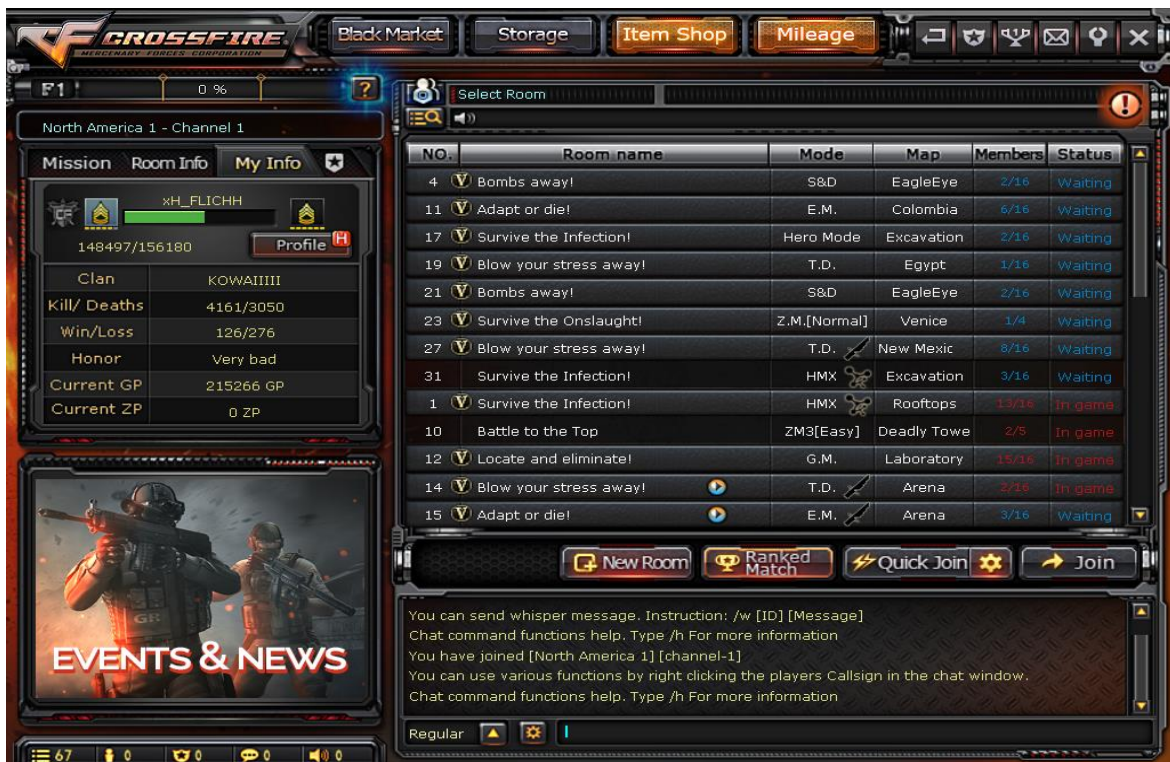 CROSSFIRE
MERCENARY FORCES CORPORATION
Black Market Storage Item Shop Mileage
F1 0 % ?
North America 1 - Channel 1
Mission Room Info My Info
xH_FLICHH
148497/156180 Profile H
Clan KOWAIIIII
Kill/ Deaths 4161/3050
Win/Loss 126/276
Honor Very bad
Current GP 215266 GP
Current ZP 0 ZP
GR
EVENTS & NEWS
67 0 0 0 0
Select Room
NO. Room name Mode Map Members Status
4 V Bombs away! S&D EagleEye 2/16 Waiting
11 V Adapt or die! E.M. Colombia 6/16 Waiting
17 V Survive the Infection! Hero Mode Excavation 2/16 Waiting
19 V Blow your stress away! T.D. Egypt 1/16 Waiting
21 V Bombs away! S&D EagleEye 2/16 Waiting
23 V Survive the Onslaught! Z.M.[Normal] Venice 1/4 Waiting
27 V Blow your stress away! T.D. New Mexic 8/16 Waiting
31 Survive the Infection! HMX Excavation 3/16 Waiting
1 V Survive the Infection! HMX Rooftops 13/16 In game
10 Battle to the Top ZM3[Easy] Deadly Towe 2/5 In game
12 V Locate and eliminate! G.M. Laboratory 15/16 In game
14 V Blow your stress away! T.D. Arena 2/16 In game
15 V Adapt or die! E.M. Arena 3/16 Waiting
New Room Ranked Match Quick Join Join
You can send whisper message. Instruction: /w [ID] [Message]
Chat command functions help. Type /h For more information
You have joined [North America 1] [channel-1]
You can use various functions by right clicking the players Callsign in the chat window.
Chat command functions help. Type /h For more information
Regular